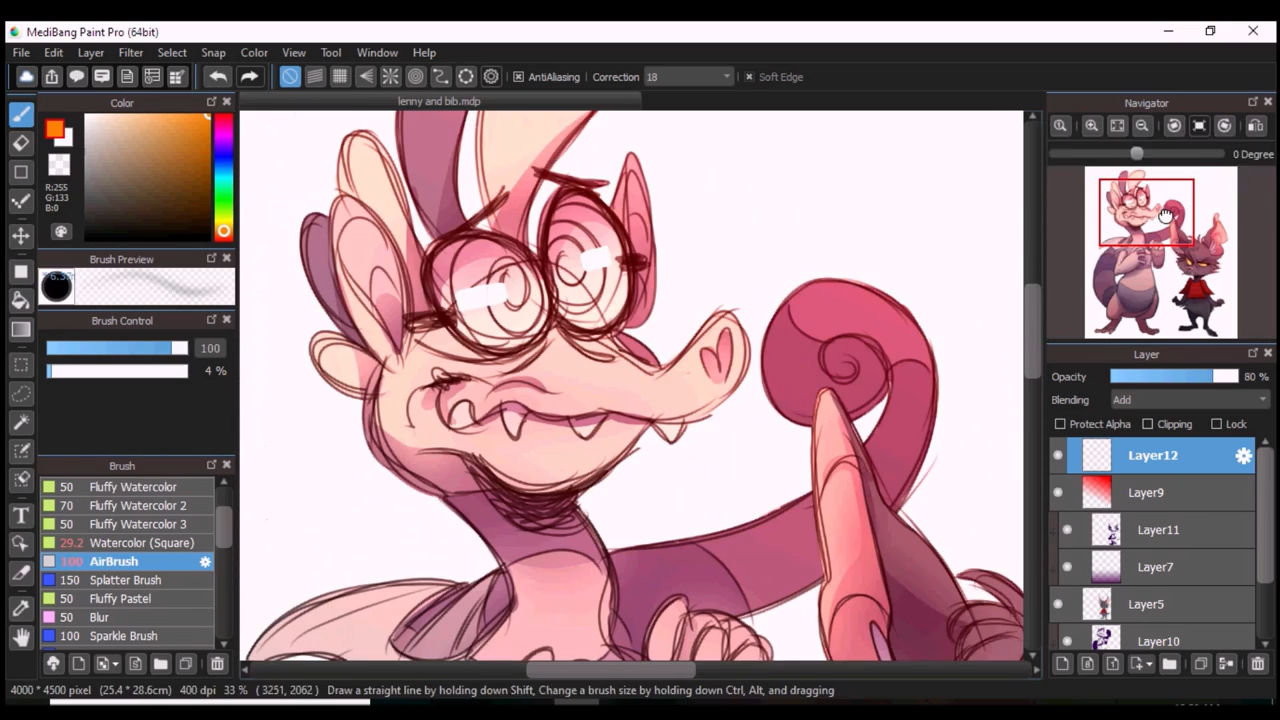 MediBang Paint Pro (64bit)
File Edit Layer Filter Select Snap Color View Tool Window Help
AntiAliasing Correction 18 Soft Edge
Color
lenny and bib.mdp
Navigator
R:255
G:133
B:0
0 Degree
Brush Preview
Brush Control
100
4 %
Layer
Opacity 80 %
Blending Add
Protect Alpha Clipping Lock
Layer12
Layer9
Layer11
Layer7
Layer5
Layer10
Brush
50 Fluffy Watercolor
70 Fluffy Watercolor 2
50 Fluffy Watercolor 3
29.2 Watercolor (Square)
100 AirBrush
150 Splatter Brush
50 Fluffy Pastel
50 Blur
100 Sparkle Brush
4000 * 4500 pixel (25.4 * 28.6cm) 400 dpi 33 % ( 3251, 2062 ) Draw a straight line by holding down Shift, Change a brush size by holding down Ctrl, Alt, and dragging